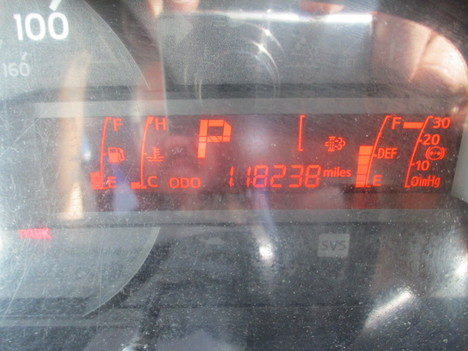 100
160
F H P F 30
20
DEF
10
E C ODO 118238 miles E 0inHg
SVS